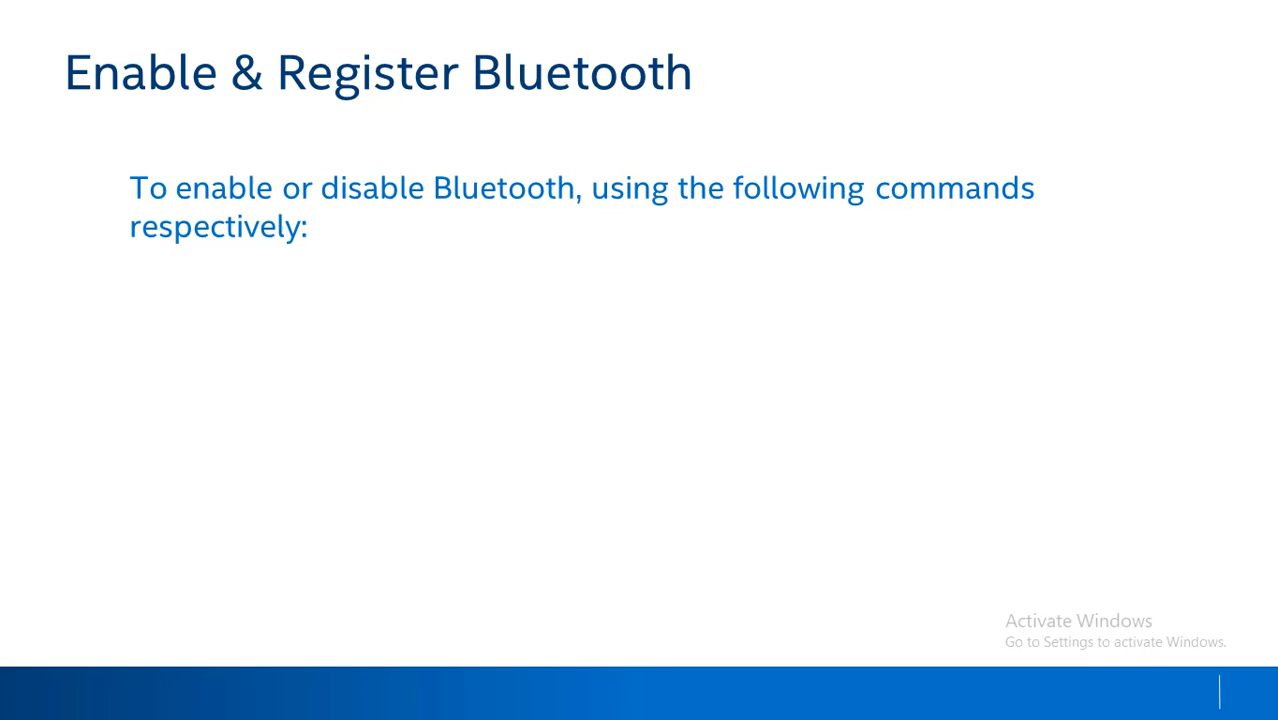 Enable & Register Bluetooth
To enable or disable Bluetooth, using the following commands
respectively:
Activate Windows
Go to Settings to activate Windows.